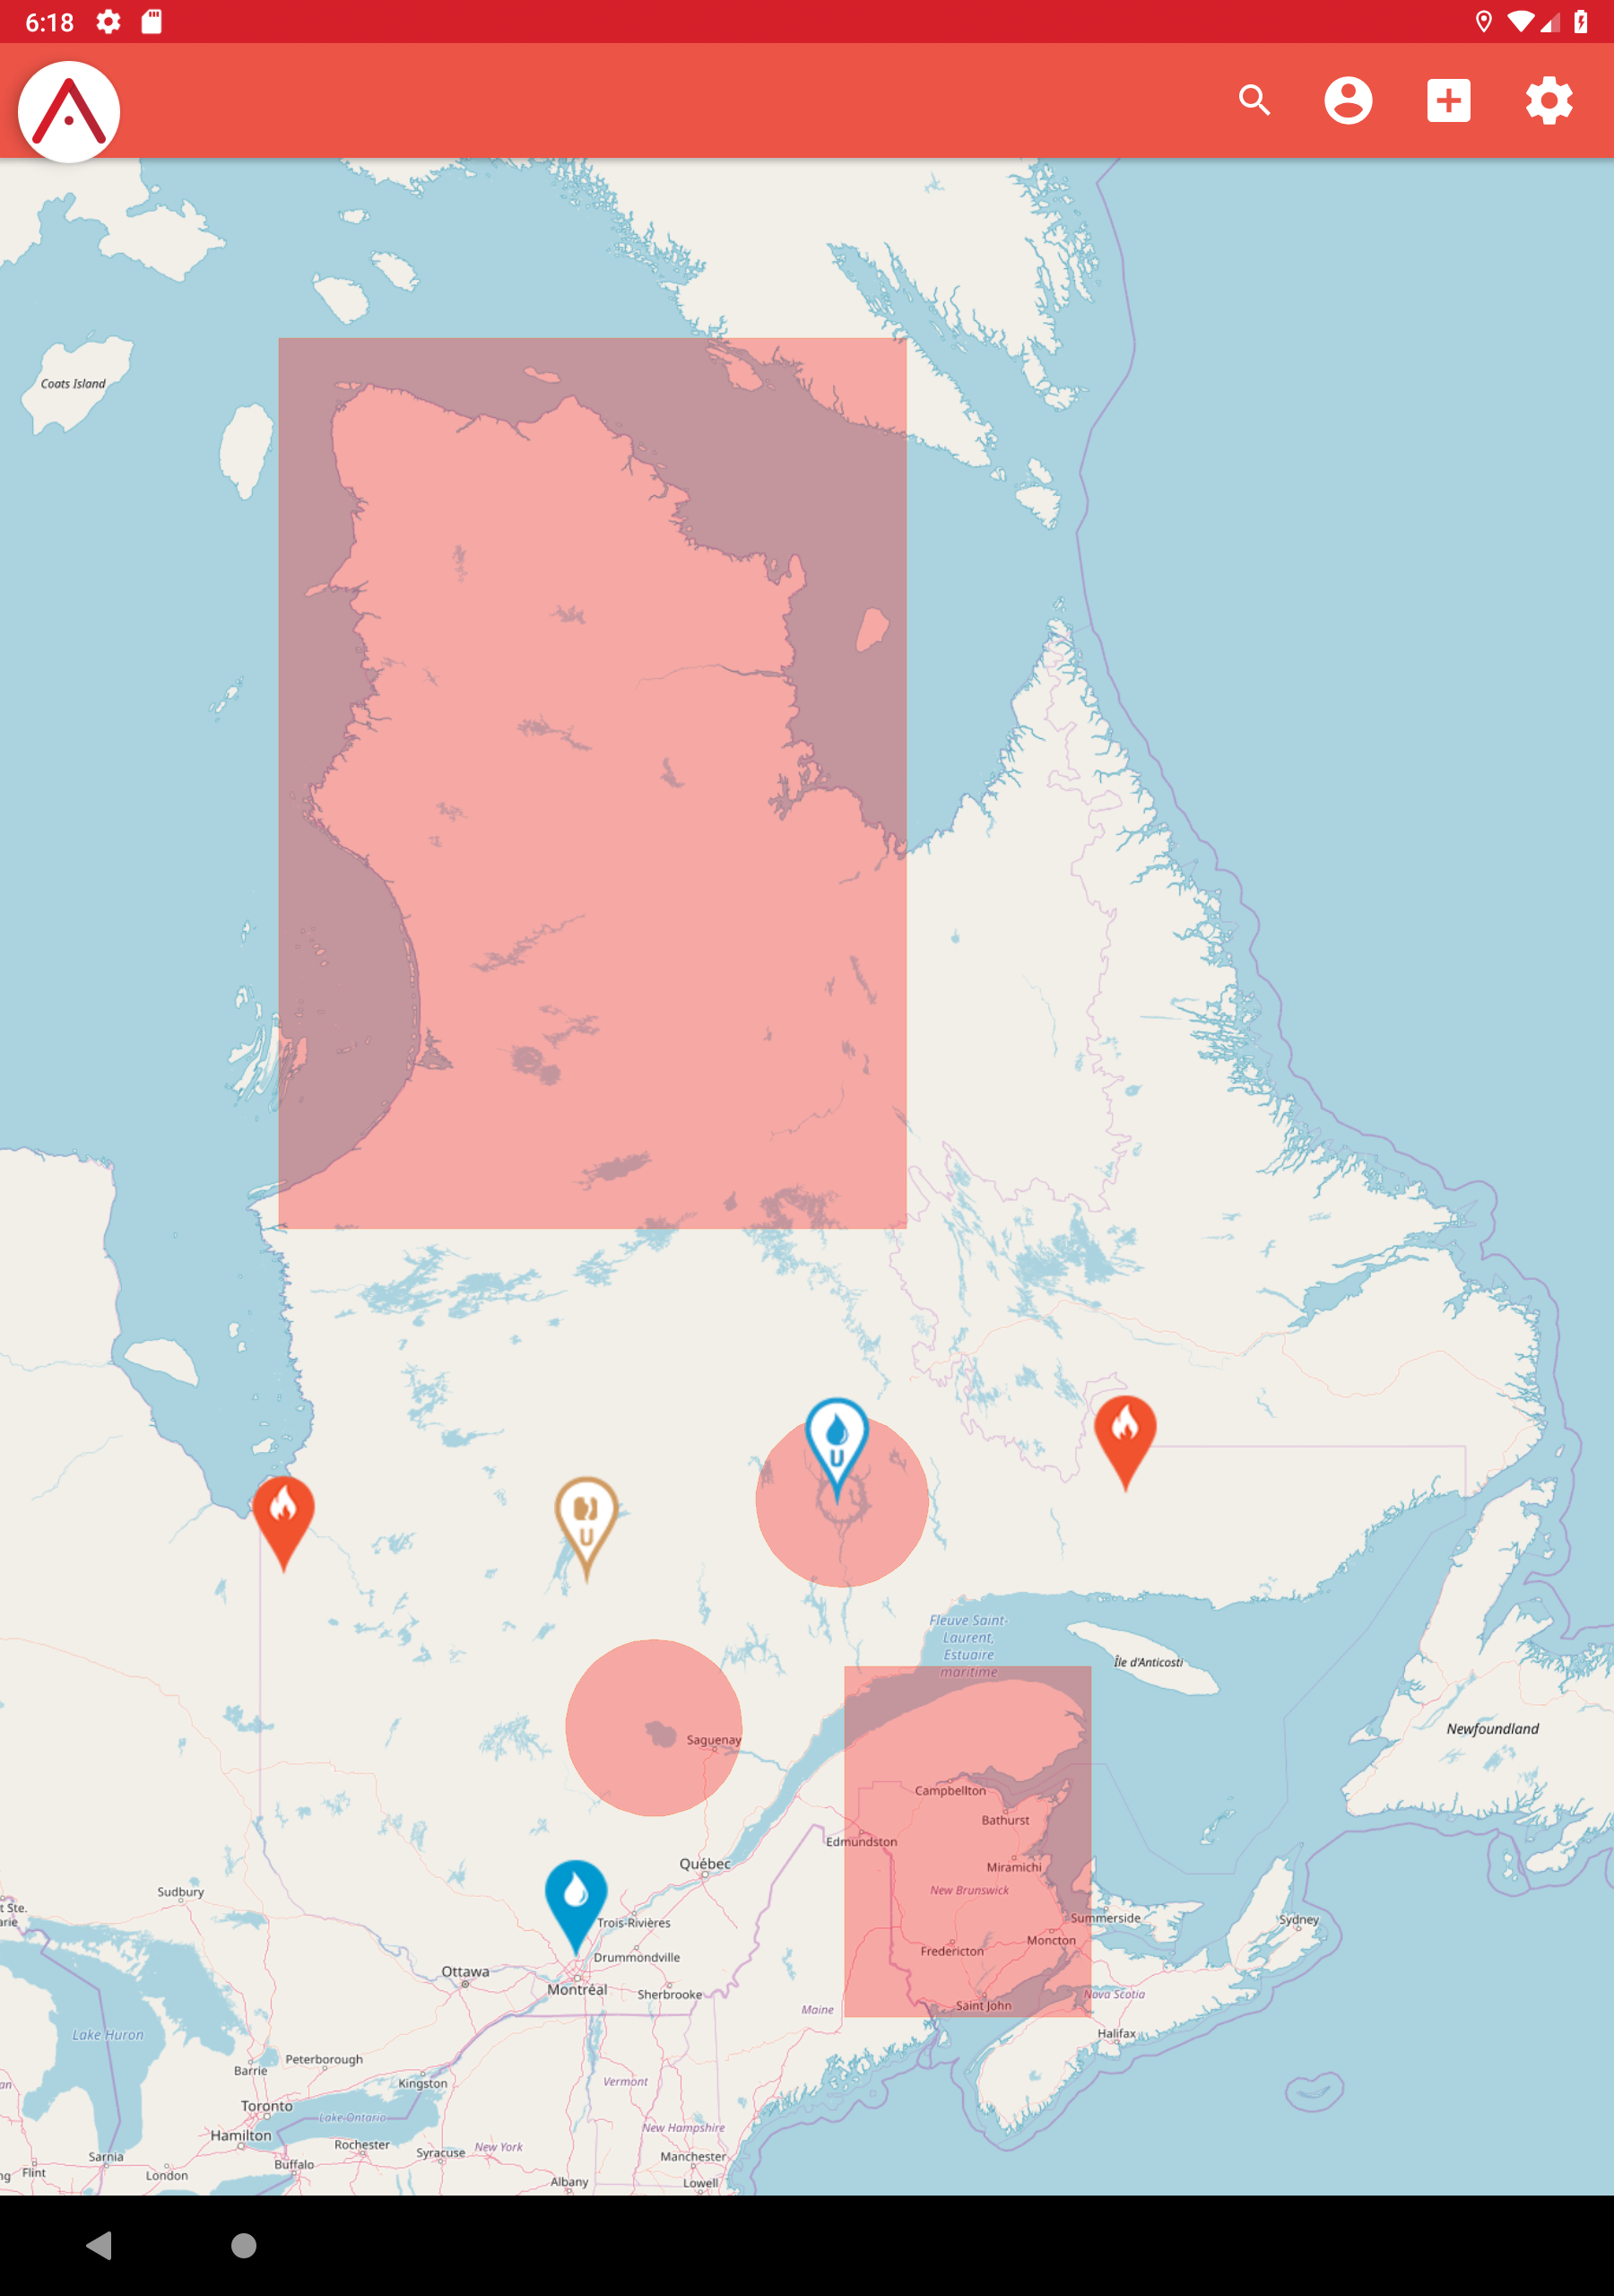 6:18
Coats Island
U
U
Fleuve Saint-
Laurent,
Estuaire
maritime
Île d'Anticosti
Newfoundland
Saguenay
Campbellton
Bathurst
Edmundston
Miramichi
Québec
New Brunswick
Sudbury
t Ste.
arie
Trois-Rivières
Summerside
Sydney
Moncton
Fredericton
Drummondville
Ottawa
Montréal
Sherbrooke
Nova Scotia
Saint John
Maine
Lake Huron
Halifax
Peterborough
Barrie
Kingston
Vermont
an
Toronto
Lake Ontario
Hamilton
New Hampshire
Rochester
New York
Syracuse
Sarnia
Manchester
Buffalo
ng
Flint
London
Albany
Lowell